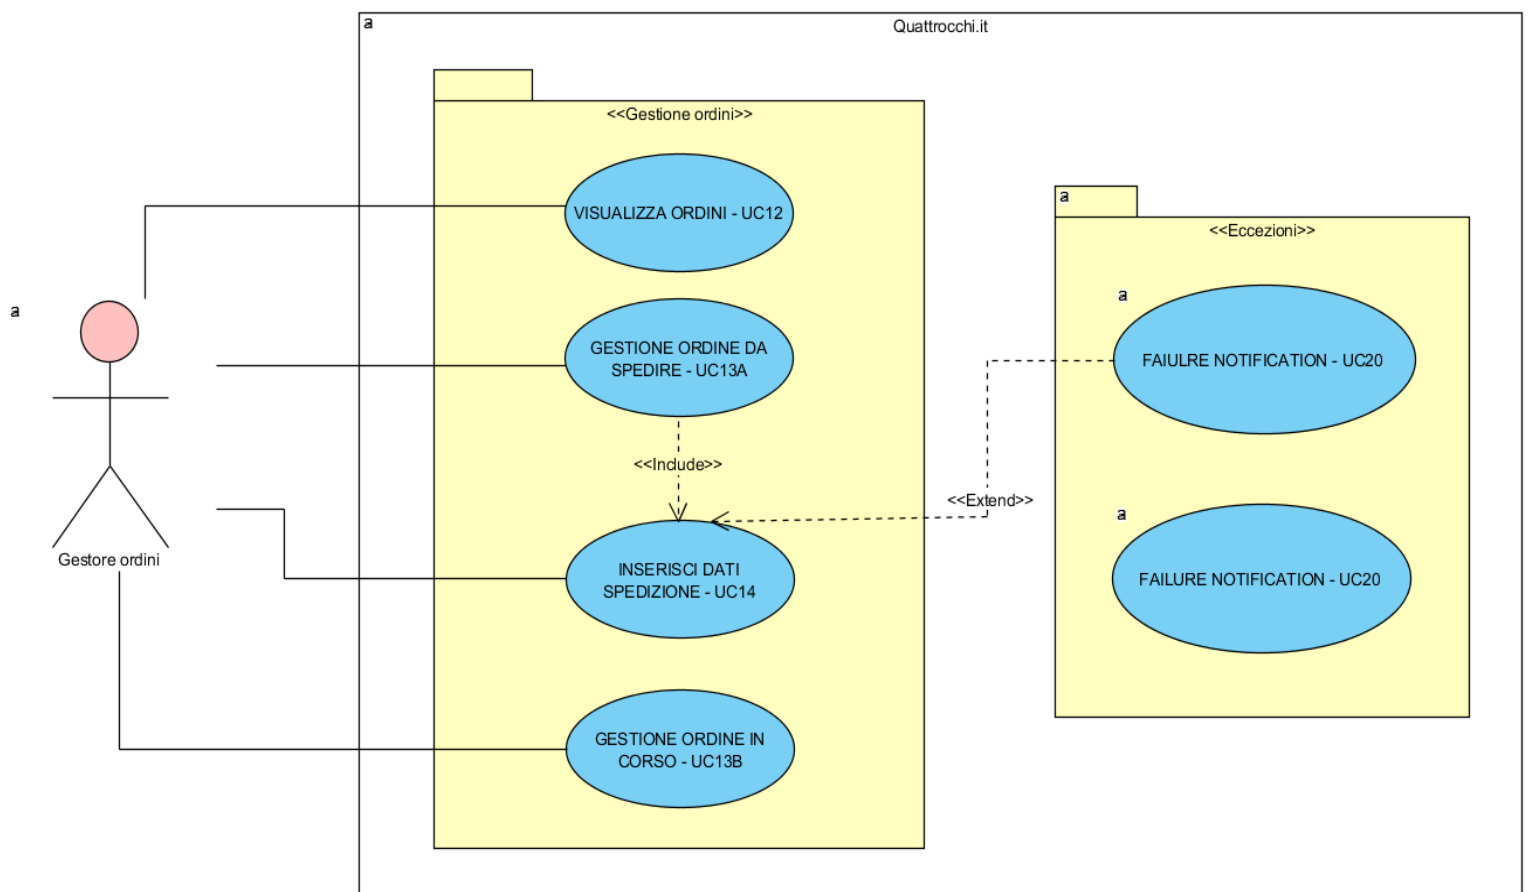 a
Quattrocchi.it
<<Gestione ordini>>
VISUALIZZA ORDINI - UC12
a
<<Eccezioni>>
a
FAIULRE NOTIFICATION - UC20
a
Gestore ordini
GESTIONE ORDINE DA
SPEDIRE - UC13A
<<Include>>
<<Extend>>
INSERISCI DATI
SPEDIZIONE - UC14
a
FAILURE NOTIFICATION - UC20
GESTIONE ORDINE IN
CORSO - UC13B